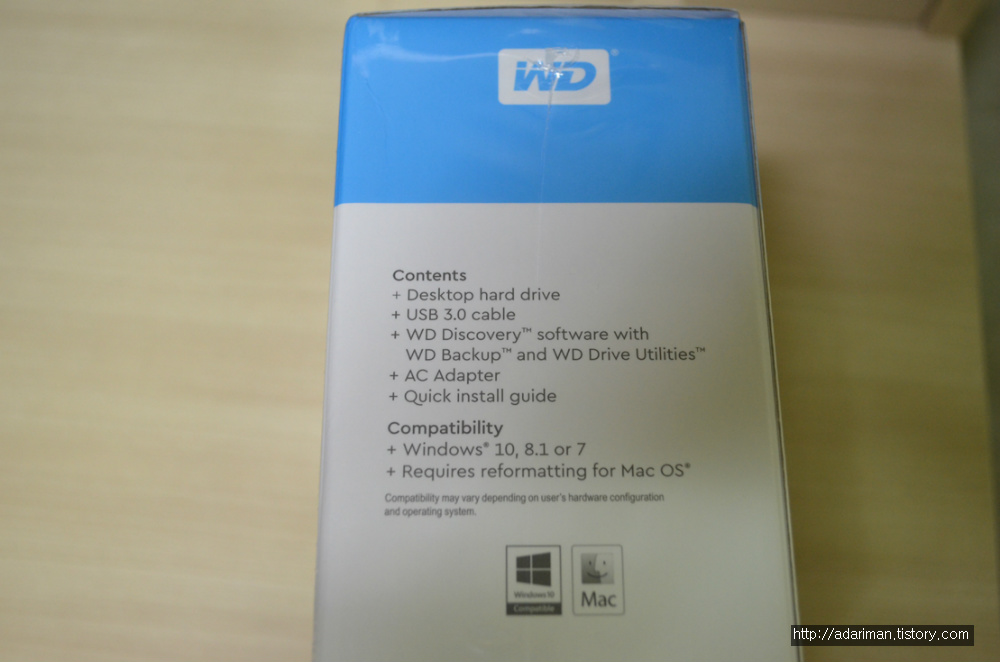 WD®
Contents
+ Desktop hard drive
+ USB 3.0 cable
+ WD Discovery™ software with
WD Backup™ and WD Drive Utilities™
+ AC Adapter
+ Quick install guide
Compatibility
+ Windows® 10, 8.1 or 7
+ Requires reformatting for Mac OS®
Compatibility may vary depending on user's hardware configuration
and operating system.
Windows 10
Compatible
Mac
http://adariman.tistory.com